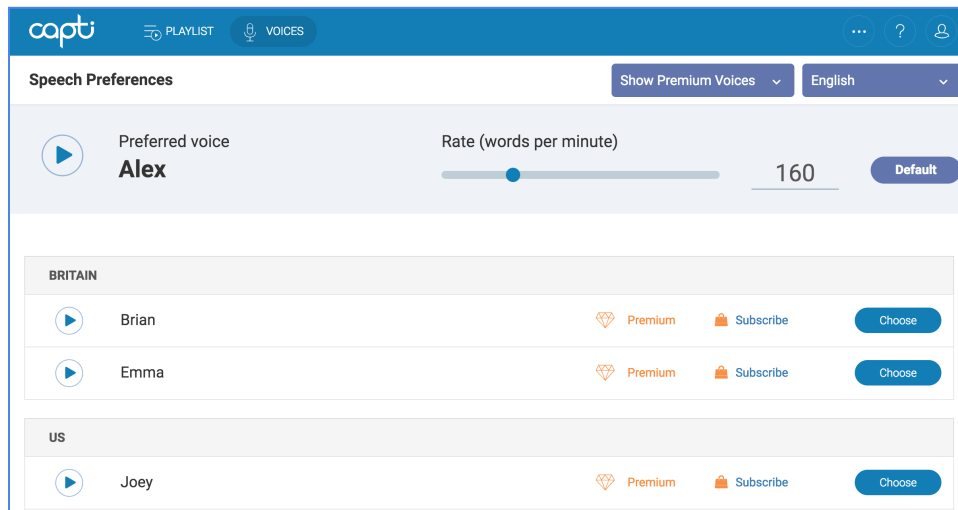 capti PLAYLIST VOICES ... ?
Speech Preferences Show Premium Voices English
Preferred voice Rate (words per minute)
Alex 160 Default
BRITAIN
Brian Premium Subscribe Choose
Emma Premium Subscribe Choose
US
Joey Premium Subscribe Choose